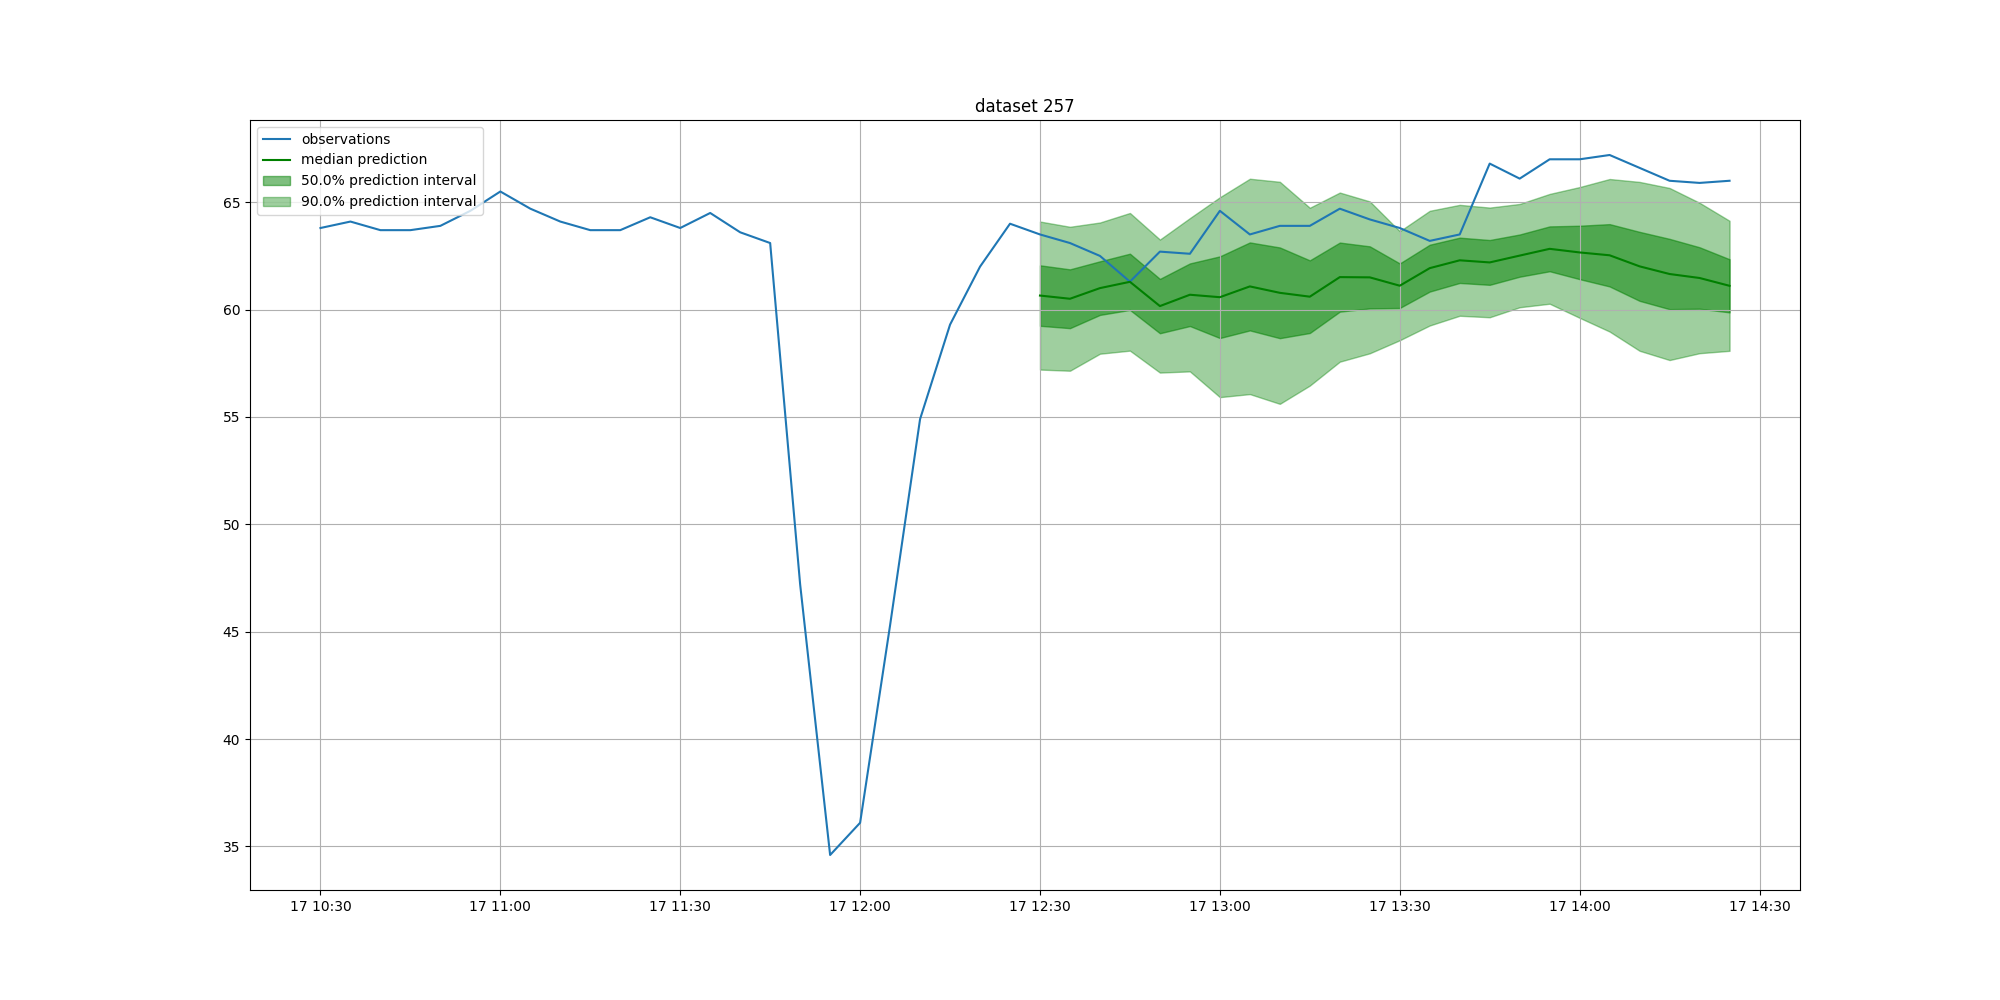 dataset 257
observations
median prediction
50.0% prediction interval
90.0% prediction interval
65
60
55
50
45
40
35
17 10:30 17 11:00 17 11:30 17 12:00 17 12:30 17 13:00 17 13:30 17 14:00 17 14:30